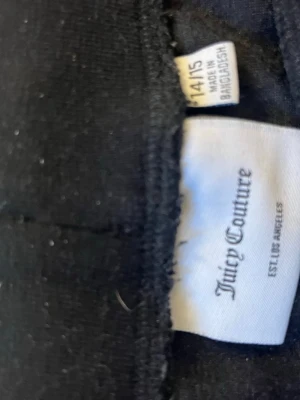 14/15
MADE IN
BANGLADESH
Juicy Couture
EST. LOS ANGELES